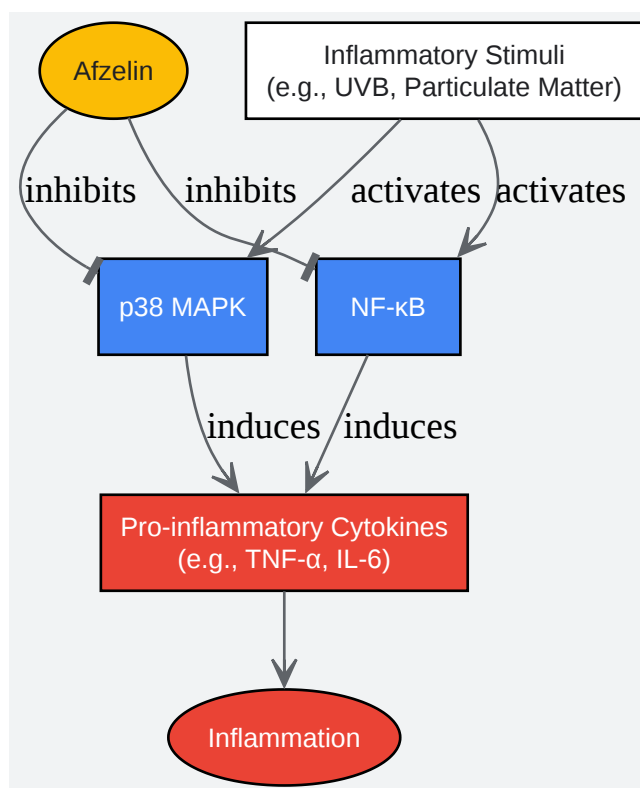 Afzelin
Inflammatory Stimuli
(e.g., UVB, Particulate Matter)
inhibits
inhibits
activates
activates
p38 MAPK
NF-κB
induces
induces
Pro-inflammatory Cytokines
(e.g., TNF-α, IL-6)
Inflammation